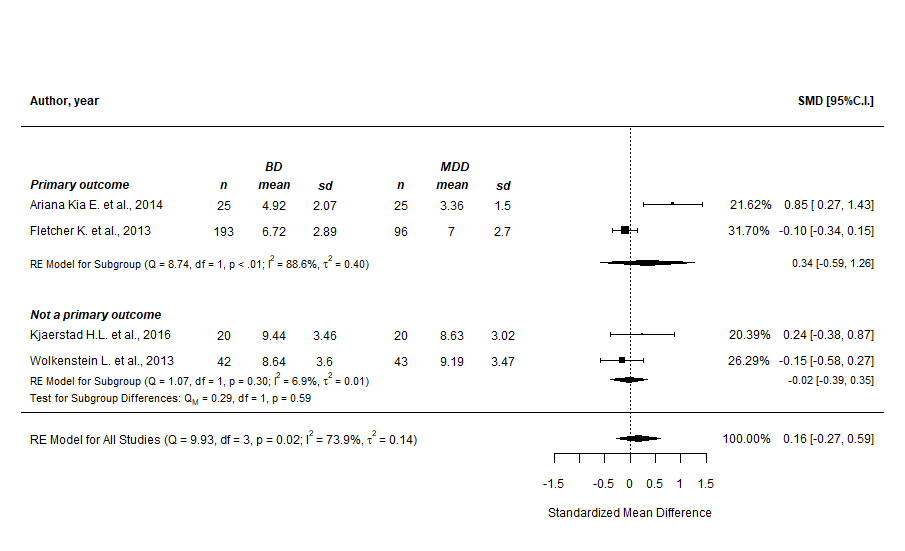 Author, year SMD [95%C.I.]
BD MDD
Primary outcome n mean sd n mean sd
Ariana Kia E. et al., 2014 25 4.92 2.07 25 3.36 1.5 21.62% 0.85 [ 0.27, 1.43]
Fletcher K. et al., 2013 193 6.72 2.89 96 7 2.7 31.70% -0.10 [-0.34, 0.15]
RE Model for Subgroup (Q = 8.74, df = 1, p < .01; I² = 88.6%, τ² = 0.40) 0.34 [-0.59, 1.26]
Not a primary outcome
Kjaerstad H.L. et al., 2016 20 9.44 3.46 20 8.63 3.02 20.39% 0.24 [-0.38, 0.87]
Wolkenstein L. et al., 2013 42 8.64 3.6 43 9.19 3.47 26.29% -0.15 [-0.58, 0.27]
RE Model for Subgroup (Q = 1.07, df = 1, p = 0.30; I² = 6.9%, τ² = 0.01) -0.02 [-0.39, 0.35]
Test for Subgroup Differences: Q_M = 0.29, df = 1, p = 0.59
RE Model for All Studies (Q = 9.93, df = 3, p = 0.02; I² = 73.9%, τ² = 0.14) 100.00% 0.16 [-0.27, 0.59]
-1.5 -0.5 0 0.5 1 1.5
Standardized Mean Difference